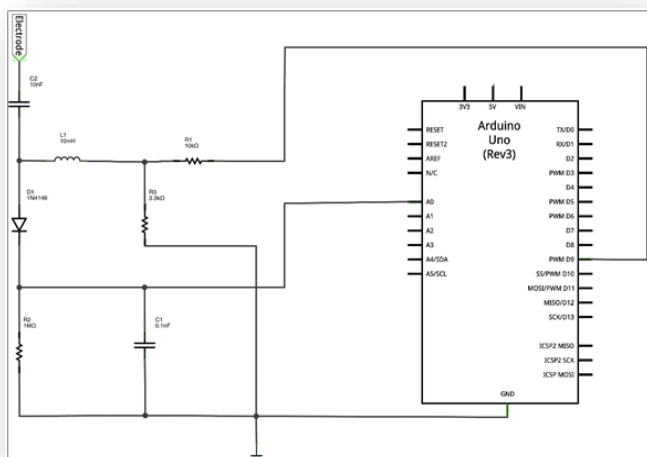 Electrode
C2
10nF
L1
10mH
R1
10kΩ
R3
3.3kΩ
D1
1N4148
R2
1MΩ
C1
0.1nF
3V3
5V
VIN
Arduino
Uno
(Rev3)
RESET
RESET2
AREF
N/C
A0
A1
A2
A3
A4/SDA
A5/SCL
TX/D0
RX/D1
D2
PWM D3
D4
PWM D5
PWM D6
D7
D8
PWM D9
SS/PWM D10
MOSI/PWM D11
MISO/D12
SCK/D13
ICSP2 MISO
ICSP2 SCK
ICSP MOSI
GND